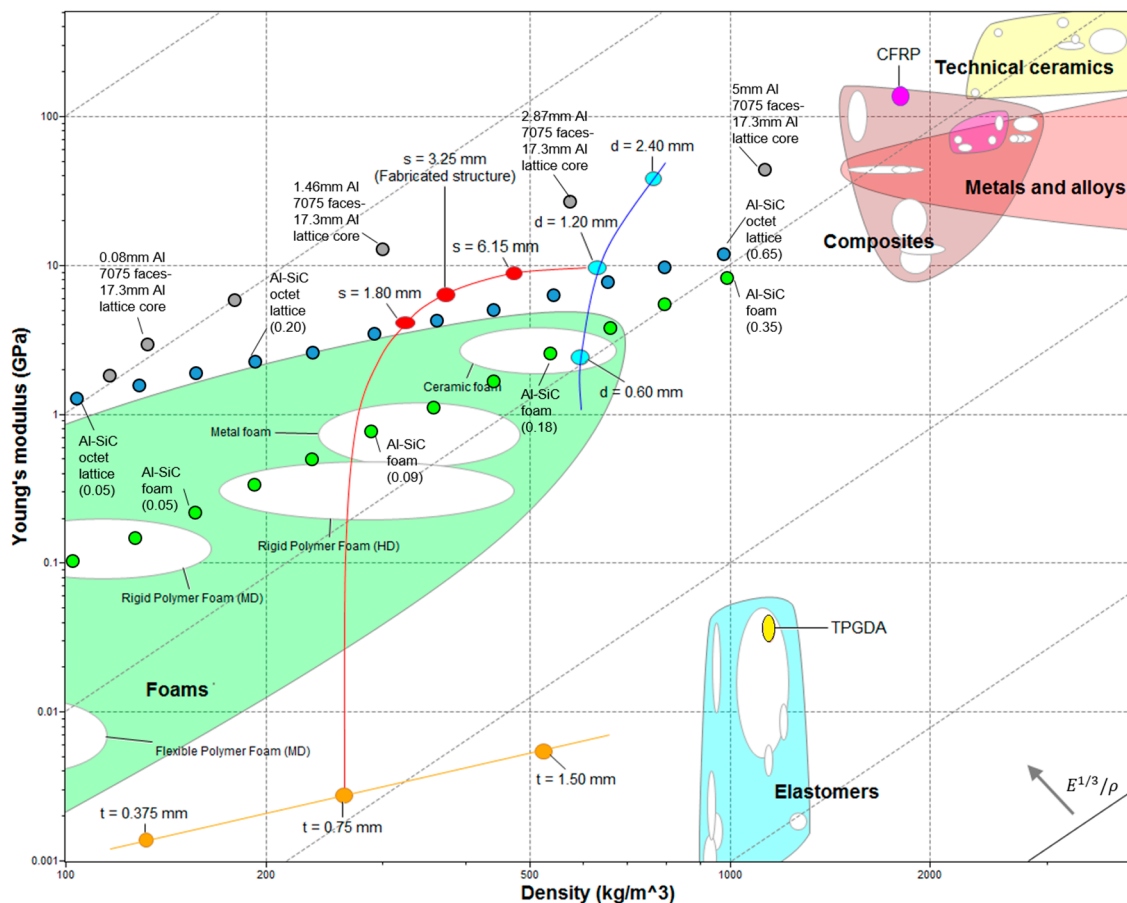 CFRP
Technical ceramics
5mm Al
7075 faces-
17.3mm Al
lattice core
2.87mm Al
7075 faces-
17.3mm Al
lattice core
d = 2.40 mm
s = 3.25 mm
(Fabricated structure)
1.46mm Al
7075 faces-
17.3mm Al
lattice core
Metals and alloys
d = 1.20 mm
Al-SiC
octet
lattice
(0.65)
Composites
s = 6.15 mm
0.08mm Al
7075 faces-
17.3mm Al
lattice core
Al-SiC
octet
lattice
(0.20)
s = 1.80 mm
Al-SiC
foam
(0.35)
Ceramic foam
d = 0.60 mm
Al-SiC
foam
(0.18)
Metal foam
Al-SiC
octet
lattice
(0.05)
Al-SiC
foam
(0.05)
Al-SiC
foam
(0.09)
Rigid Polymer Foam (HD)
Rigid Polymer Foam (MD)
TPGDA
Foams
Flexible Polymer Foam (MD)
t = 1.50 mm
Elastomers
t = 0.375 mm
t = 0.75 mm
E^{1/3}/ρ
Young's modulus (GPa)
100
10
1
0.1
0.01
0.001
100
200
500
1000
2000
Density (kg/m^3)